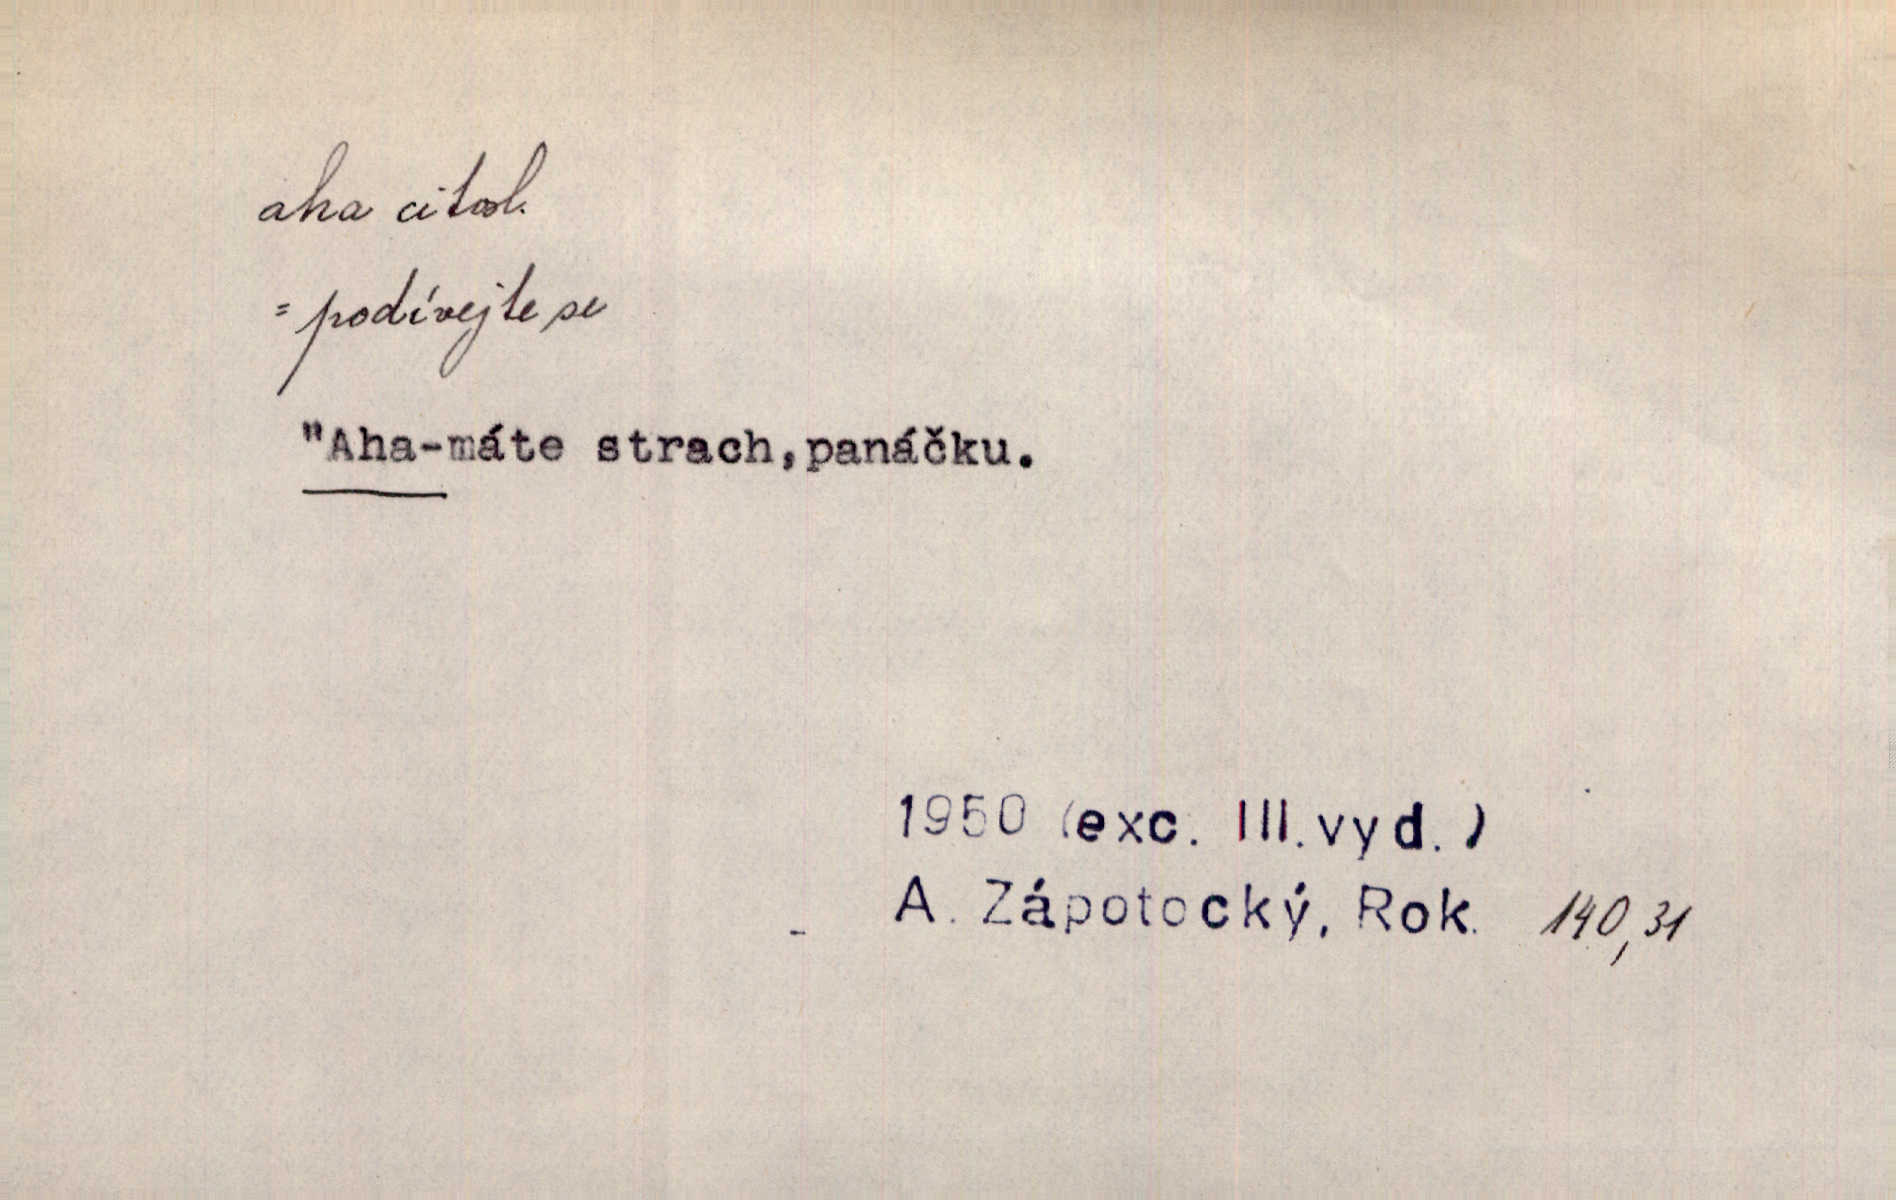 aha citosl.
= podívejte se
"Aha-máte strach,panáčku.
1950 (exc. III.vyd.)
A. Zápotocký, Rok. 140,31